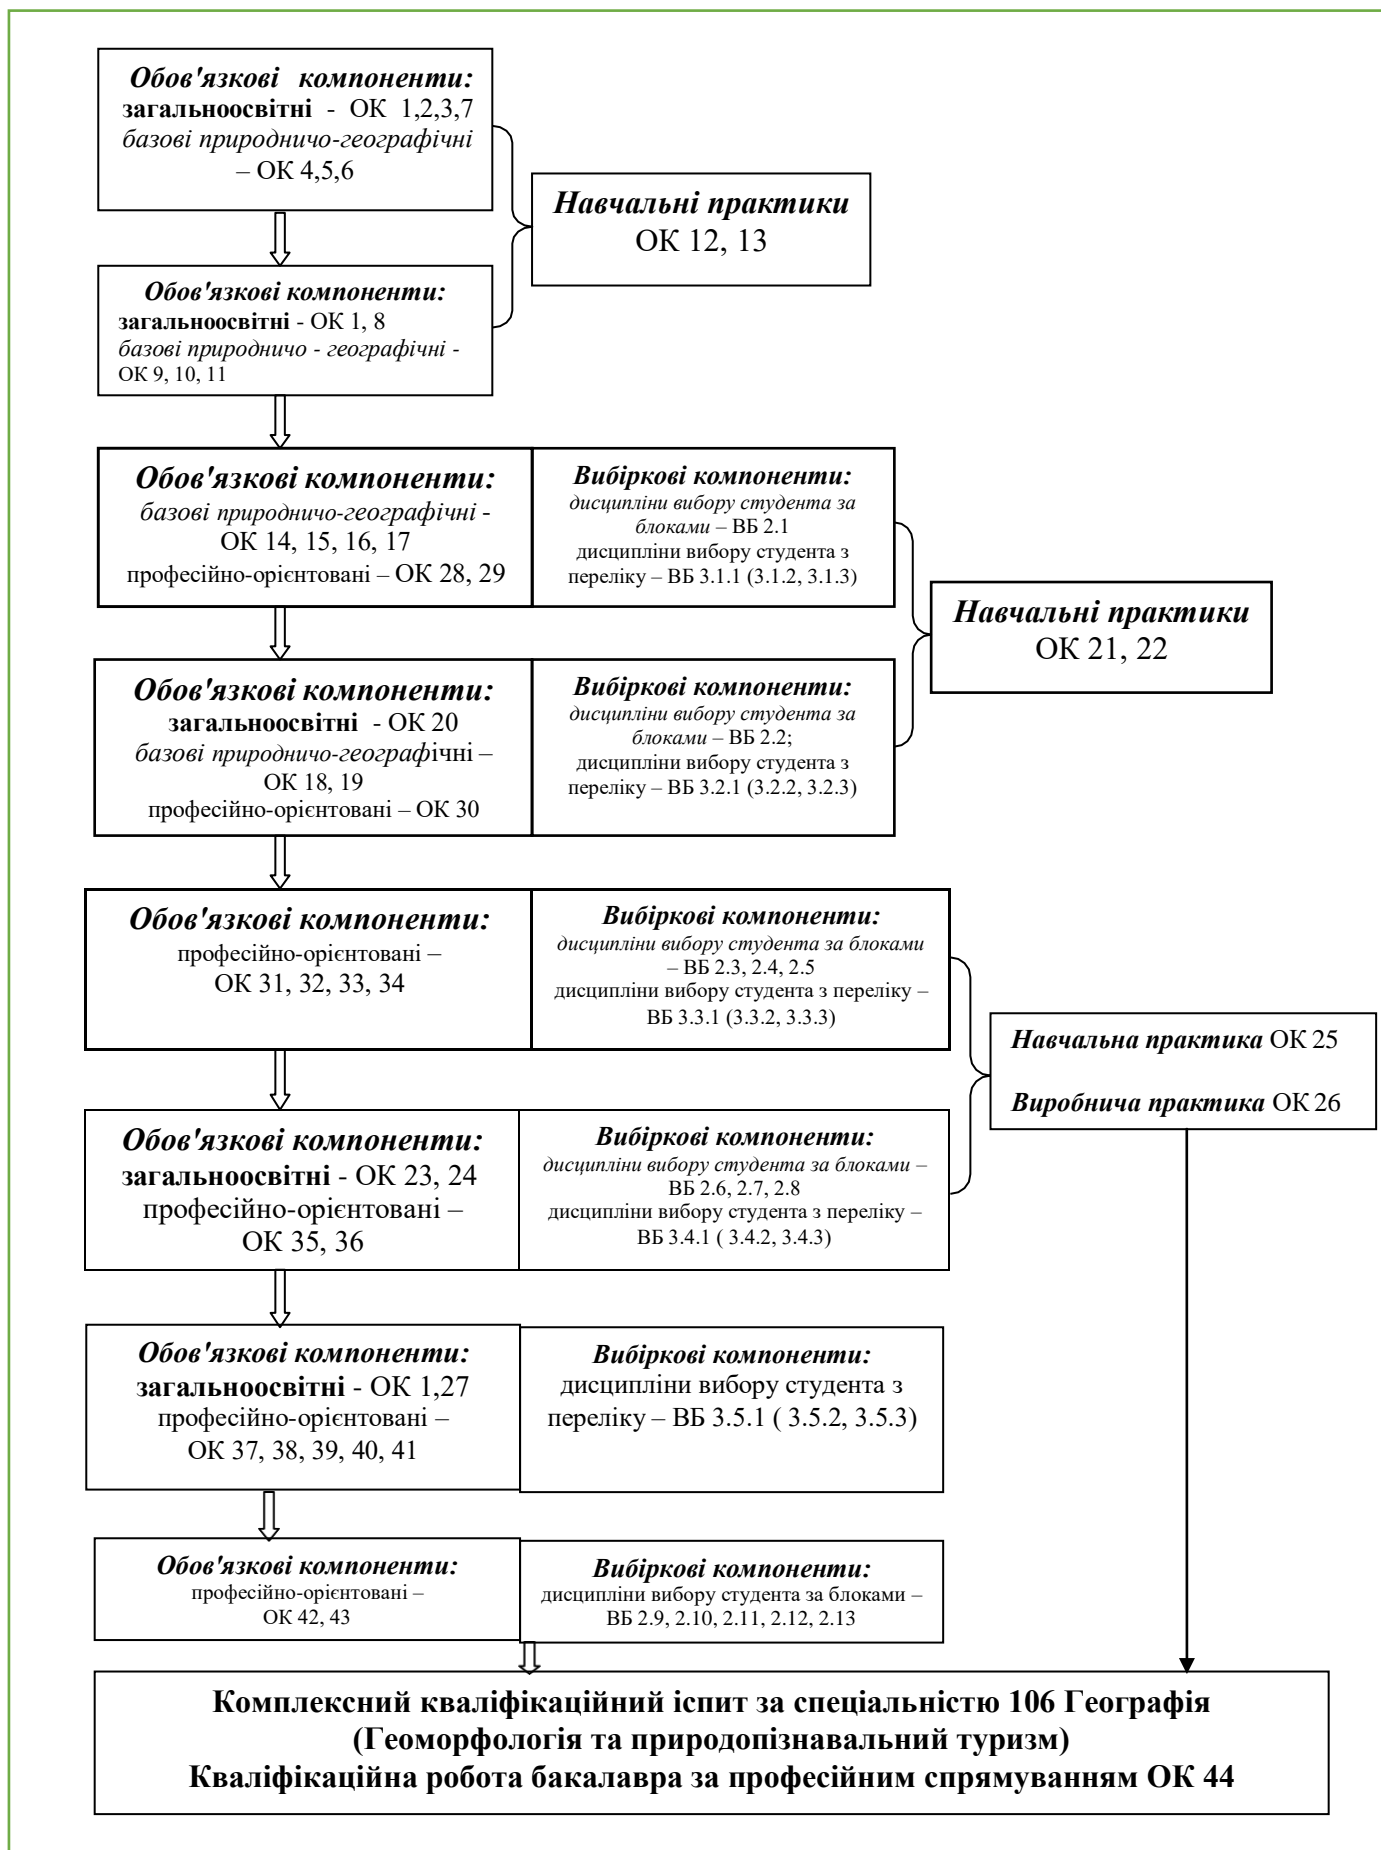 Обов'язкові компоненти:
загальноосвітні - ОК 1,2,3,7
базові природничо-географічні
– ОК 4,5,6
Навчальні практики
ОК 12, 13
Обов'язкові компоненти:
загальноосвітні - ОК 1, 8
базові природничо - географічні -
ОК 9, 10, 11
Обов'язкові компоненти:
базові природничо-географічні -
ОК 14, 15, 16, 17
професійно-орієнтовані – ОК 28, 29
Вибіркові компоненти:
дисципліни вибору студента за
блоками – ВБ 2.1
дисципліни вибору студента з
переліку – ВБ 3.1.1 (3.1.2, 3.1.3)
Навчальні практики
ОК 21, 22
Обов'язкові компоненти:
загальноосвітні - ОК 20
базові природничо-географічні –
ОК 18, 19
професійно-орієнтовані – ОК 30
Вибіркові компоненти:
дисципліни вибору студента за
блоками – ВБ 2.2;
дисципліни вибору студента з
переліку – ВБ 3.2.1 (3.2.2, 3.2.3)
Обов'язкові компоненти:
професійно-орієнтовані –
ОК 31, 32, 33, 34
Вибіркові компоненти:
дисципліни вибору студента за блоками
– ВБ 2.3, 2.4, 2.5
дисципліни вибору студента з переліку –
ВБ 3.3.1 (3.3.2, 3.3.3)
Навчальна практика ОК 25
Виробнича практика ОК 26
Обов'язкові компоненти:
загальноосвітні - ОК 23, 24
професійно-орієнтовані –
ОК 35, 36
Вибіркові компоненти:
дисципліни вибору студента за блоками –
ВБ 2.6, 2.7, 2.8
дисципліни вибору студента з переліку –
ВБ 3.4.1 ( 3.4.2, 3.4.3)
Обов'язкові компоненти:
загальноосвітні - ОК 1,27
професійно-орієнтовані –
ОК 37, 38, 39, 40, 41
Вибіркові компоненти:
дисципліни вибору студента з
переліку – ВБ 3.5.1 ( 3.5.2, 3.5.3)
Обов'язкові компоненти:
професійно-орієнтовані –
ОК 42, 43
Вибіркові компоненти:
дисципліни вибору студента за блоками –
ВБ 2.9, 2.10, 2.11, 2.12, 2.13
Комплексний кваліфікаційний іспит за спеціальністю 106 Географія
(Геоморфологія та природопізнавальний туризм)
Кваліфікаційна робота бакалавра за професійним спрямуванням ОК 44